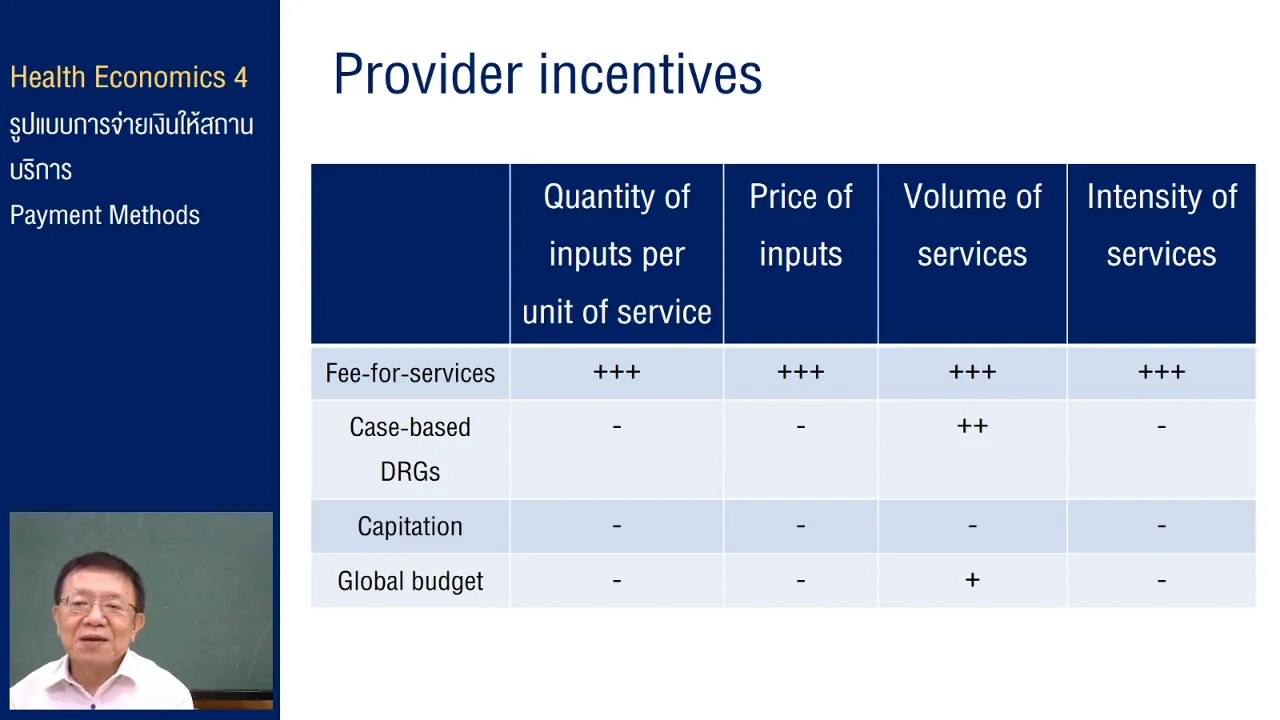 Health Economics 4
รูปแบบการจ่ายเงินให้สถาน
บริการ
Payment Methods
Provider incentives
Quantity of
inputs per
unit of service
Price of
inputs
Volume of
services
Intensity of
services
Fee-for-services +++ +++ +++ +++
Case-based
DRGs
- - ++ -
Capitation - - - -
Global budget - - + -